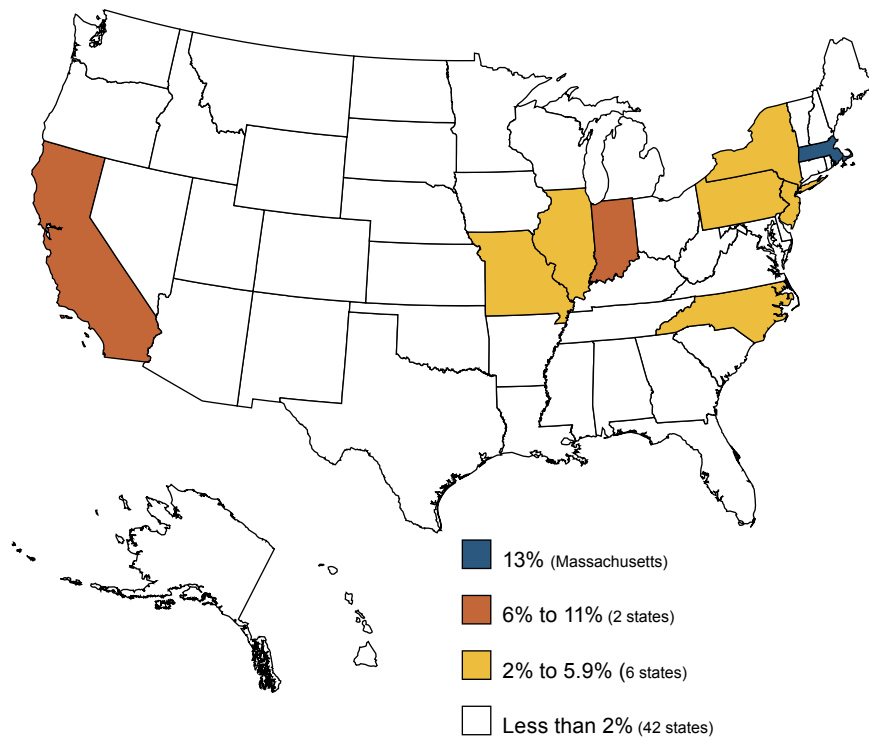 13% (Massachusetts)
6% to 11% (2 states)
2% to 5.9% (6 states)
Less than 2% (42 states)